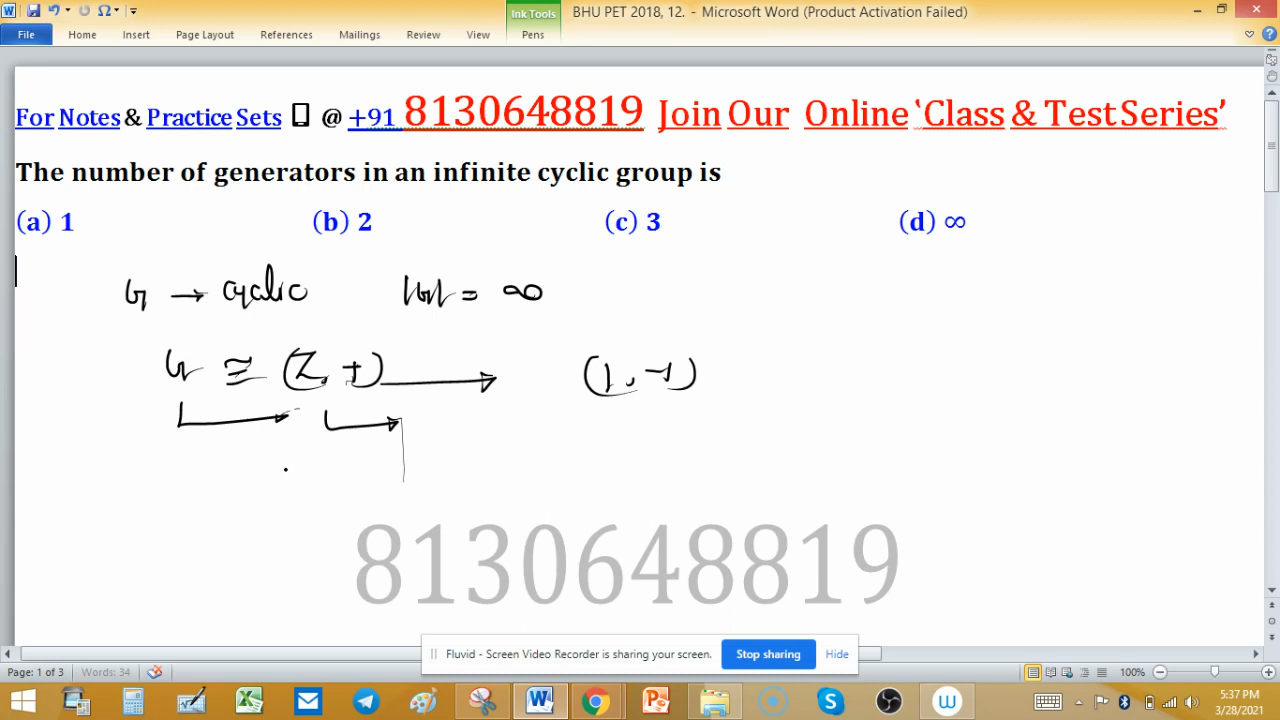 Ink Tools
BHU PET 2018, 12. - Microsoft Word (Product Activation Failed)
File Home Insert Page Layout References Mailings Review View Pens
For Notes & Practice Sets @ +91 8130648819 Join Our Online 'Class & Test Series'
The number of generators in an infinite cyclic group is
(a) 1 (b) 2 (c) 3 (d) ∞
G → cyclic |G| = ∞
G ≅ (Z, +) → (1, -1)
8130648819
Fluvid - Screen Video Recorder is sharing your screen. Stop sharing Hide
Page: 1 of 3 Words: 34 100%
5:37 PM
3/28/2021